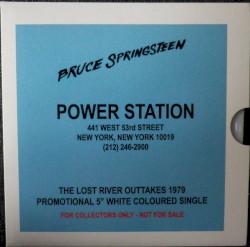 BRUCE SPRINGSTEEN
POWER STATION
441 WEST 53rd STREET
NEW YORK, NEW YORK 10019
(212) 246-2900
THE LOST RIVER OUTTAKES 1979
PROMOTIONAL 5" WHITE COLOURED SINGLE
FOR COLLECTORS ONLY - NOT FOR SALE